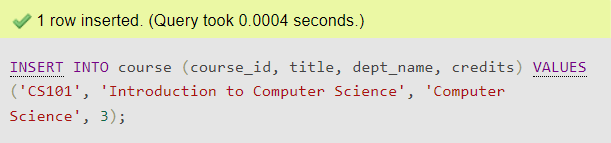 1 row inserted. (Query took 0.0004 seconds.)
INSERT INTO course (course_id, title, dept_name, credits) VALUES
('CS101', 'Introduction to Computer Science', 'Computer
Science', 3);